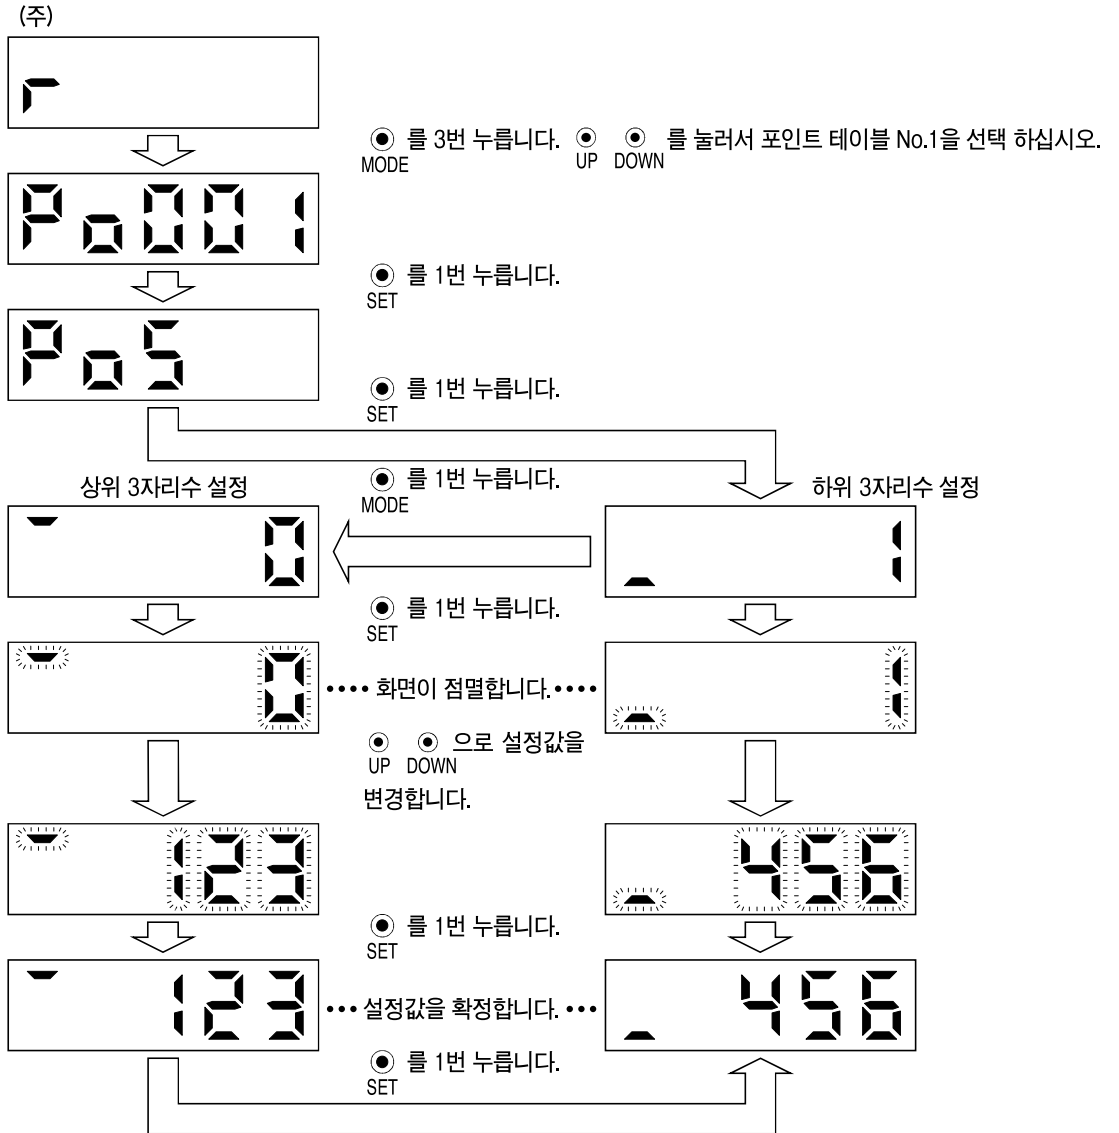 (주)
r
를 3번 누릅니다. 를 눌러서 포인트 테이블 No.1을 선택 하십시오.
MODE UP DOWN
Po001
를 1번 누릅니다.
SET
PoS
를 1번 누릅니다.
SET
를 1번 누릅니다.
MODE
상위 3자리수 설정 하위 3자리수 설정
0 1
를 1번 누릅니다.
SET
0 ···· 화면이 점멸합니다. ···· 1
으로 설정값을
UP DOWN
변경합니다.
123 456
를 1번 누릅니다.
SET
123 ··· 설정값을 확정합니다. ··· 456
를 1번 누릅니다.
SET